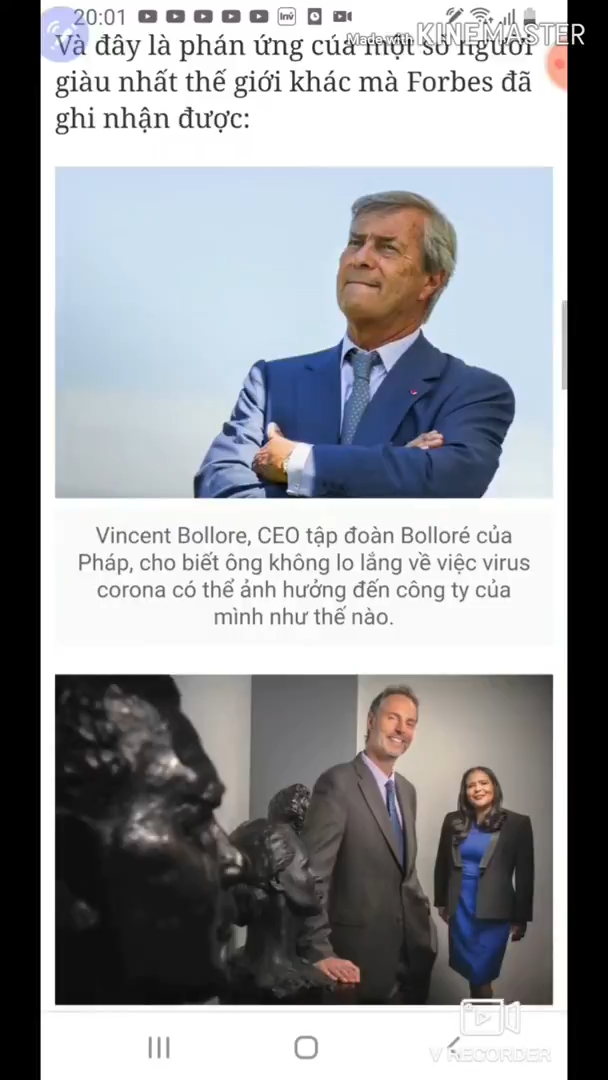 20:01
Made with KINEMASTER
Và đây là phản ứng của một số người
giàu nhất thế giới khác mà Forbes đã
ghi nhận được:
Vincent Bollore, CEO tập đoàn Bolloré của
Pháp, cho biết ông không lo lắng về việc virus
corona có thể ảnh hưởng đến công ty của
mình như thế nào.
V RECORDER